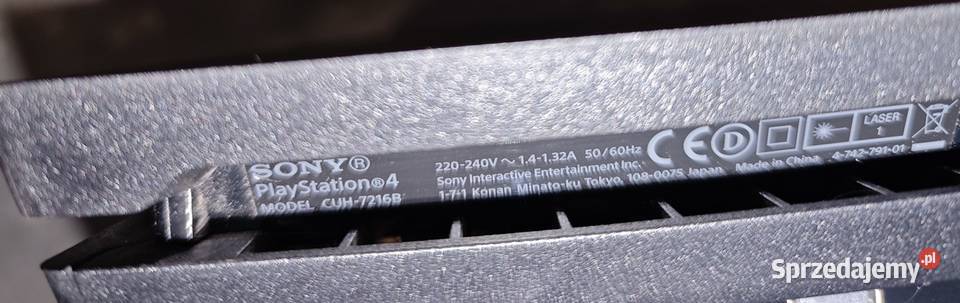 SONY®
PlayStation®4
MODEL CUH-7216B
220-240V ~ 1.4-1.32A 50/60Hz
Sony Interactive Entertainment Inc.
1-7-1 Konan Minato-ku Tokyo, 108-0075 Japan Made in China 4-742-791-01
CE D
LASER
1
Sprzedajemy.pl